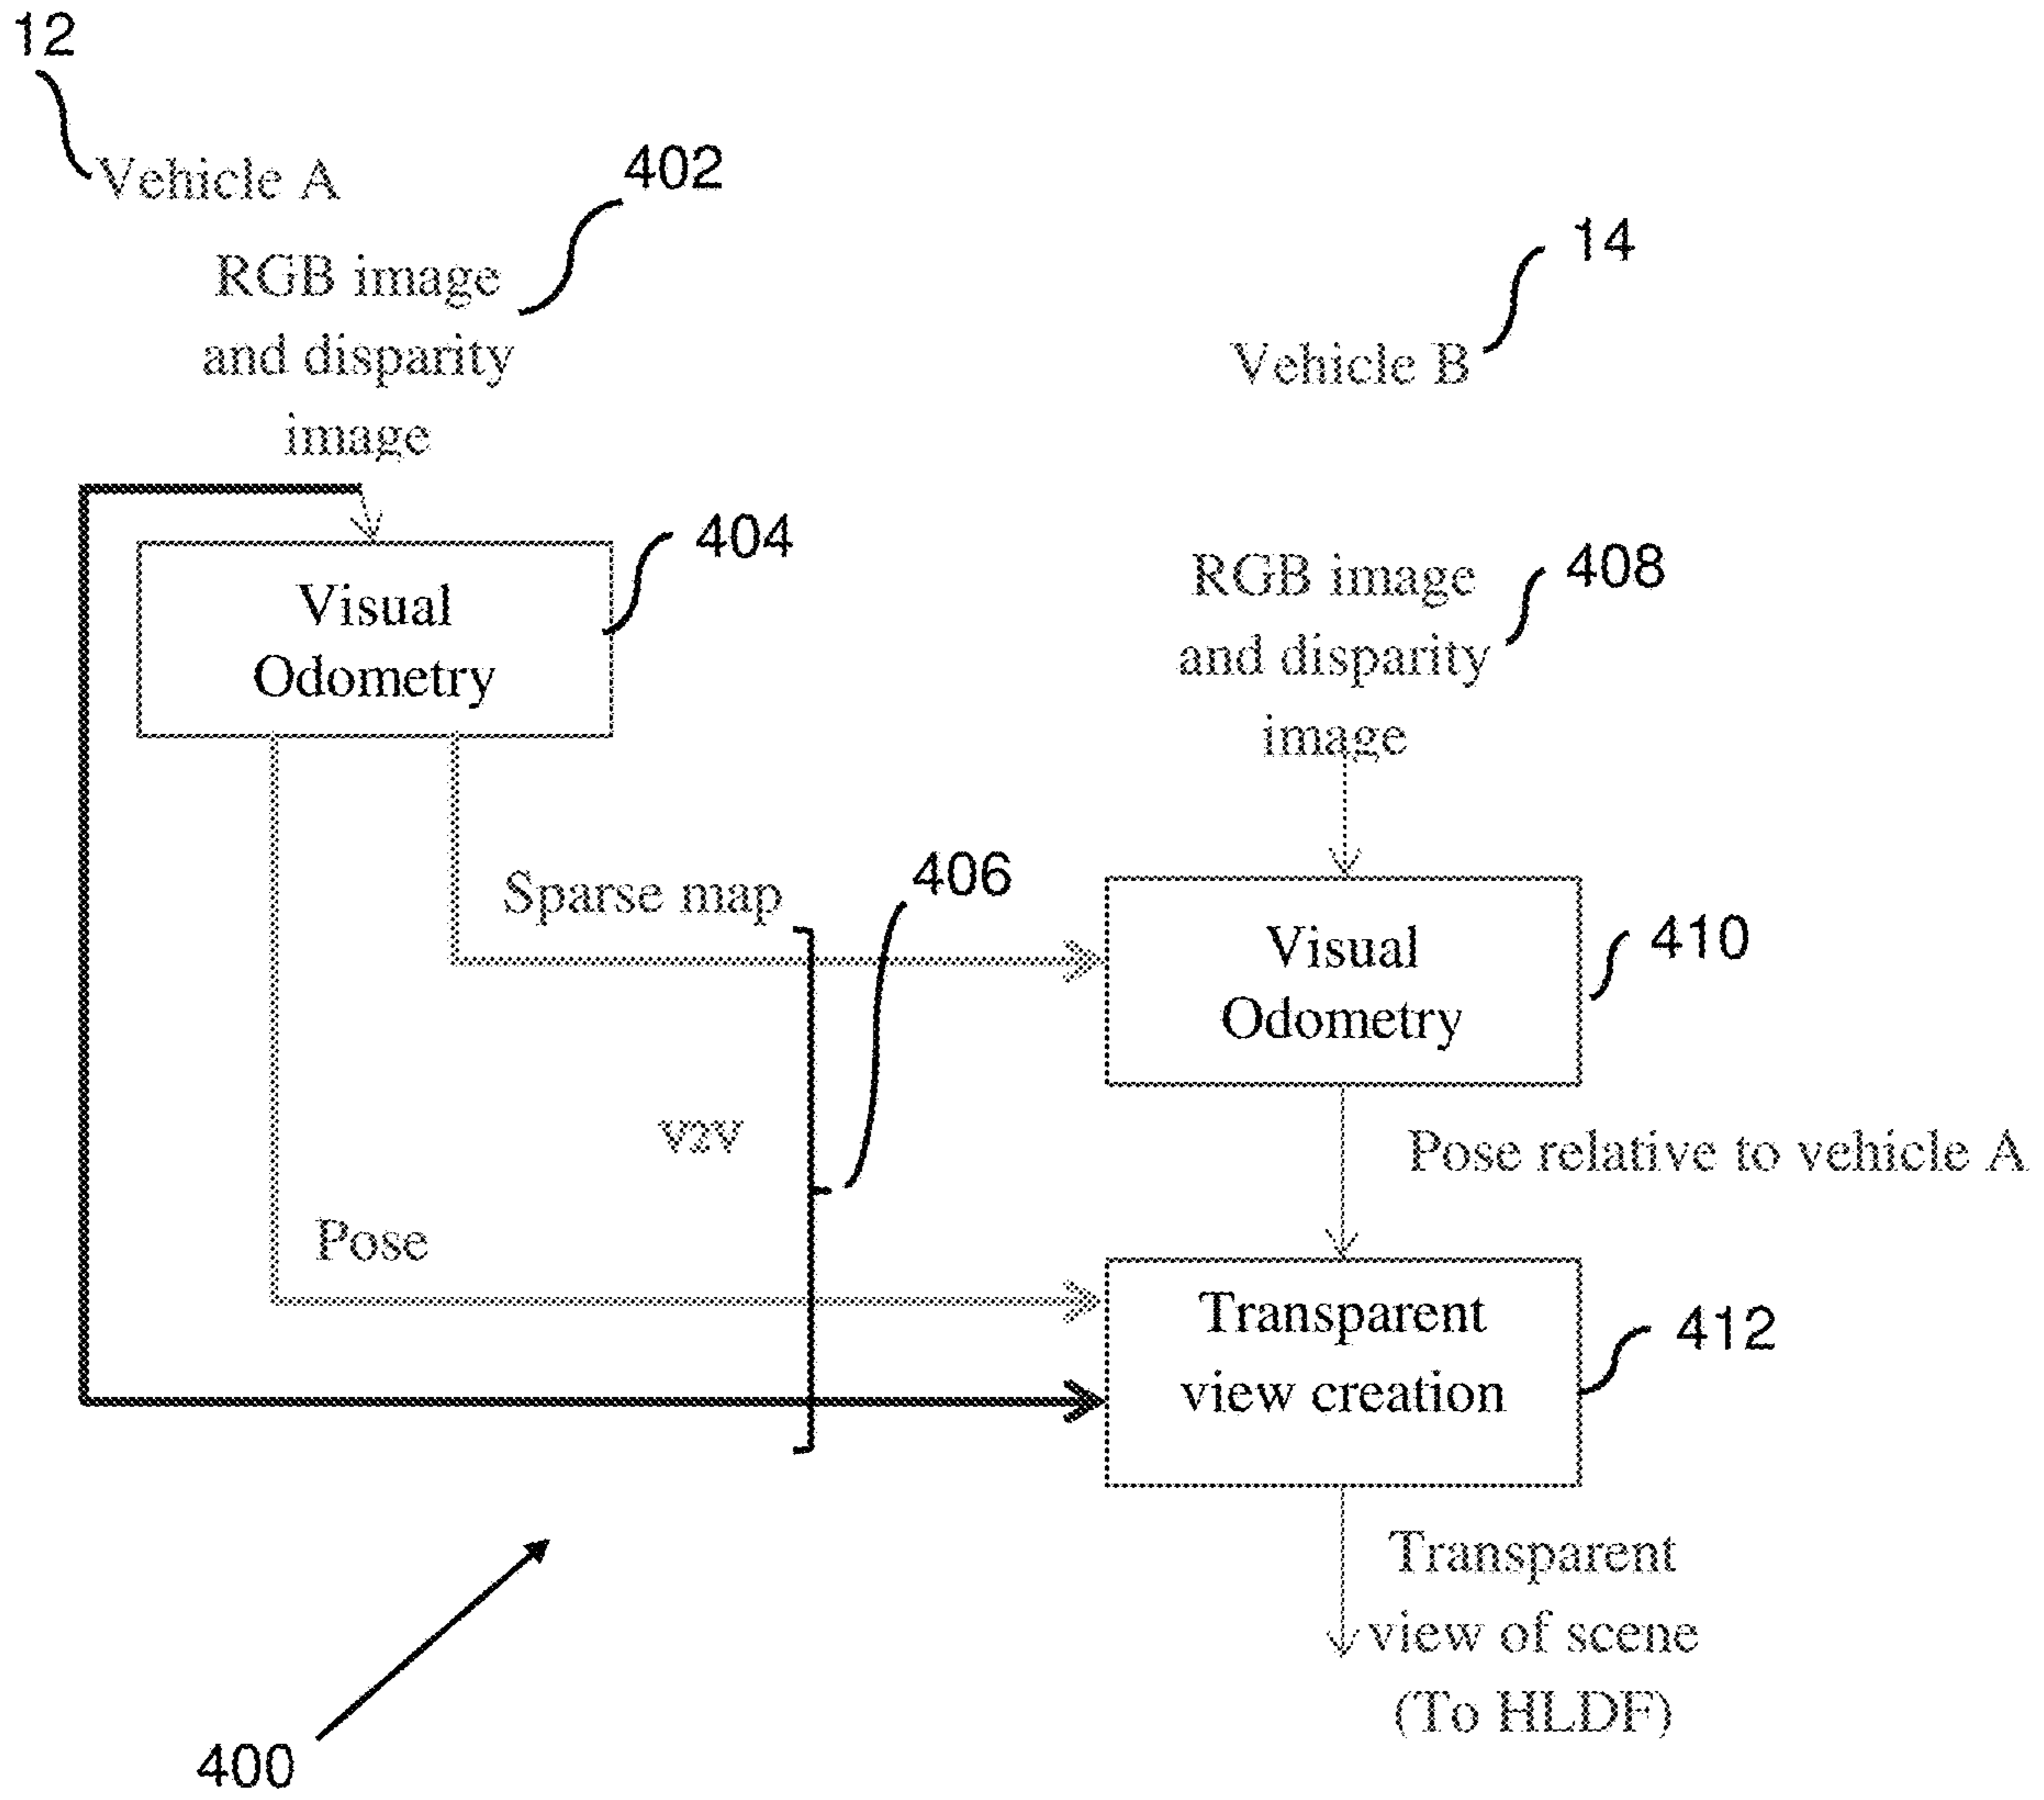 12
Vehicle A
402
RGB image
and disparity
image
14
Vehicle B
404
Visual
Odometry
408
RGB image
and disparity
image
Sparse map
406
410
Visual
Odometry
V2V
Pose relative to vehicle A
Pose
412
Transparent
view creation
Transparent
view of scene
(To HLDF)
400